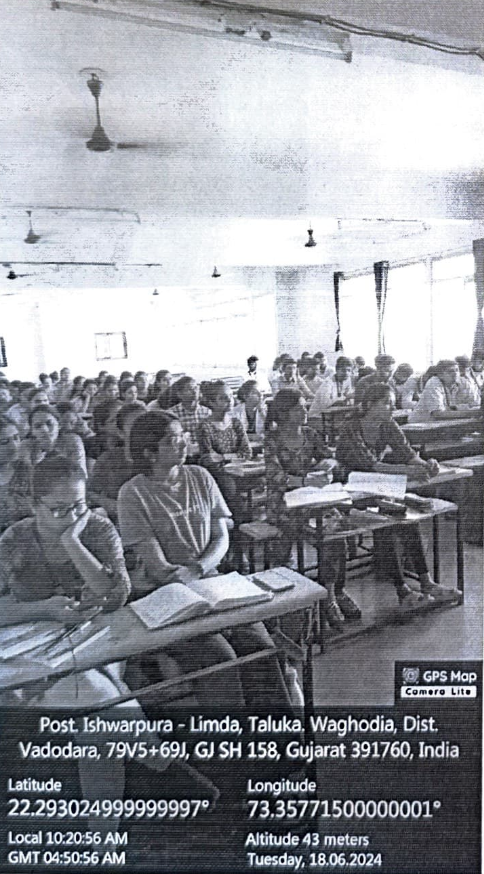 GPS Map
Camera Lite
Post. Ishwarpura - Limda, Taluka. Waghodia, Dist.
Vadodara, 79V5+69J, GJ SH 158, Gujarat 391760, India
Latitude
22.293024999999997°
Longitude
73.35771500000001°
Local 10:20:56 AM
GMT 04:50:56 AM
Altitude 43 meters
Tuesday, 18.06.2024